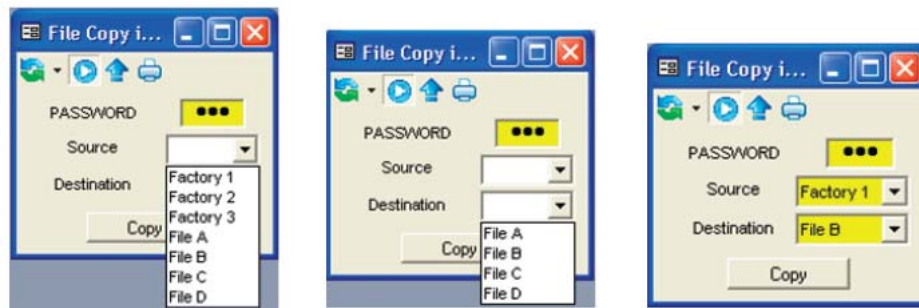 File Copy i...
PASSWORD
Source
Destination
Factory 1
Factory 2
Factory 3
File A
File B
File C
File D
Copy
File Copy i...
PASSWORD
Source
Destination
File A
File B
File C
File D
Copy
File Copy i...
PASSWORD
Source Factory 1
Destination File B
Copy